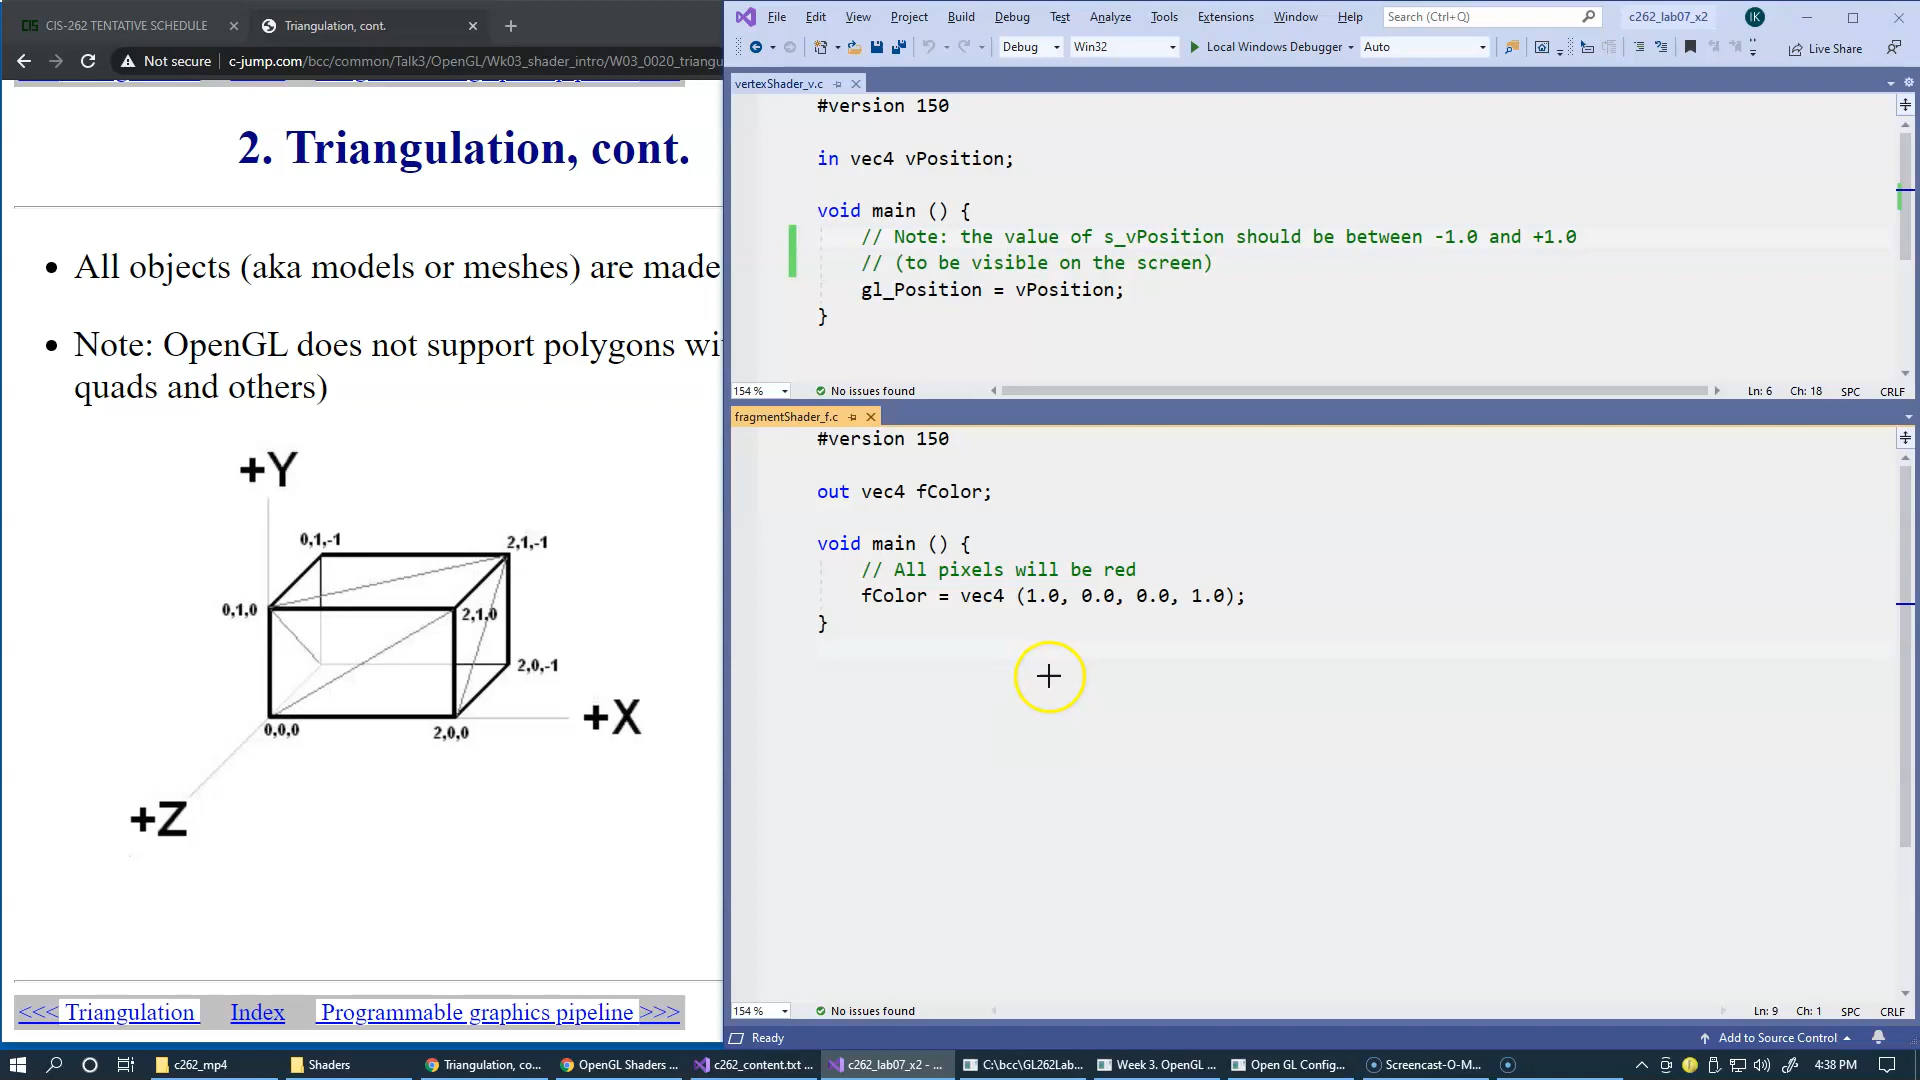 CIS-262 TENTATIVE SCHEDULE
Triangulation, cont.
Not secure
c-jump.com/bcc/common/Talk3/OpenGL/Wk03_shader_intro/W03_0020_triangu
2. Triangulation, cont.
All objects (aka models or meshes) are made
Note: OpenGL does not support polygons wi
quads and others)
+Y
0,1,-1
2,1,-1
0,1,0
2,1,0
2,0,-1
0,0,0
2,0,0
+X
+Z
<<< Triangulation
Index
Programmable graphics pipeline >>>
File Edit View Project Build Debug Test Analyze Tools Extensions Window Help
Search (Ctrl+Q)
c262_lab07_x2
IK
Debug
Win32
Local Windows Debugger
Auto
Live Share
vertexShader_v.c
#version 150
in vec4 vPosition;
void main () {
// Note: the value of s_vPosition should be between -1.0 and +1.0
// (to be visible on the screen)
gl_Position = vPosition;
}
154 %
No issues found
Ln: 6
Ch: 18
SPC
CRLF
fragmentShader_f.c
#version 150
out vec4 fColor;
void main () {
// All pixels will be red
fColor = vec4 (1.0, 0.0, 0.0, 1.0);
}
154 %
No issues found
Ln: 9
Ch: 1
SPC
CRLF
Ready
Add to Source Control
c262_mp4
Shaders
Triangulation, co...
OpenGL Shaders ...
c262_content.txt ...
c262_lab07_x2 - ...
C:\bcc\GL262Lab...
Week 3. OpenGL ...
Open GL Config...
Screencast-O-M...
4:38 PM